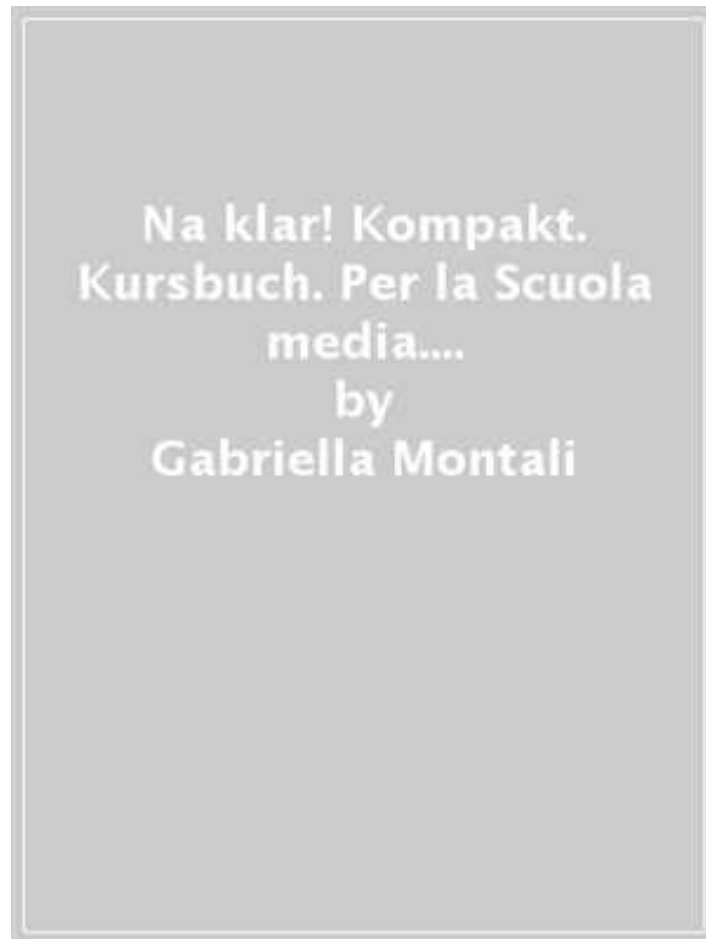 Na klar! Kompakt.
Kursbuch. Per la Scuola
media....
by
Gabriella Montali